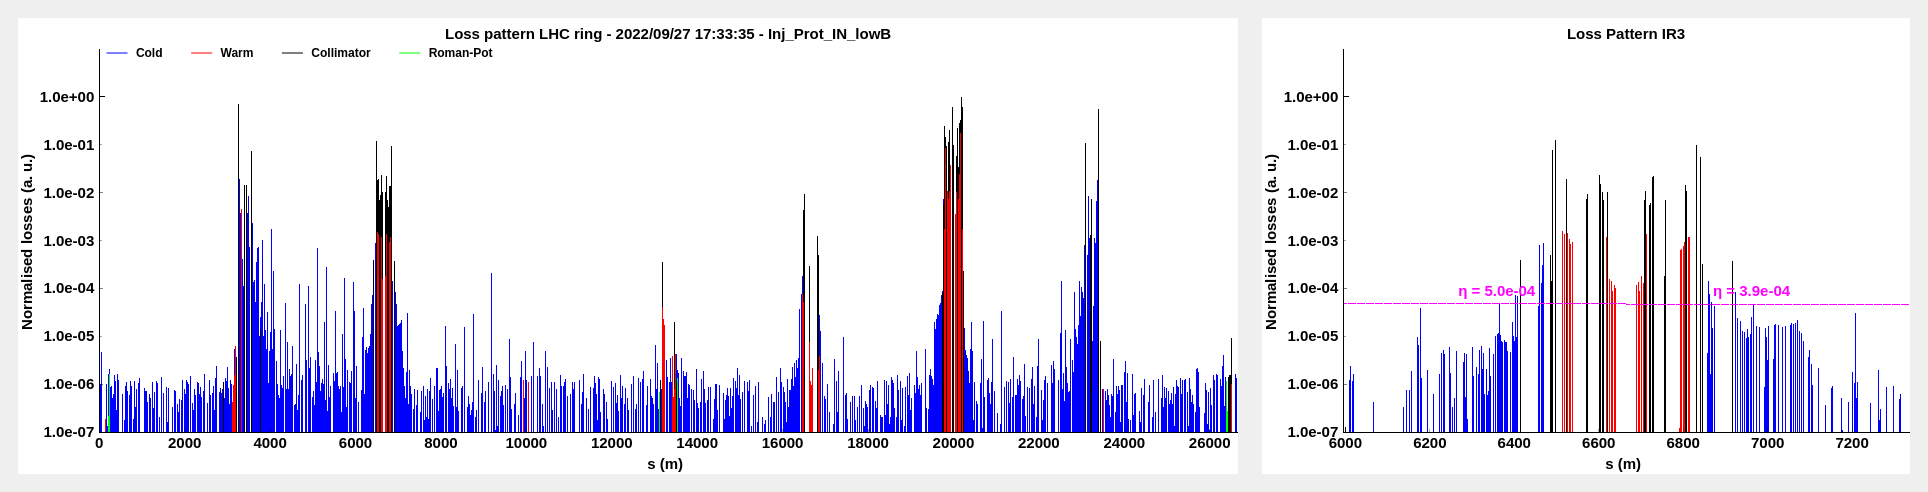 Loss pattern LHC ring - 2022/09/27 17:33:35 - Inj_Prot_IN_lowB
Cold Warm Collimator Roman-Pot
Normalised losses (a. u.)
1.0e+00
1.0e-01
1.0e-02
1.0e-03
1.0e-04
1.0e-05
1.0e-06
1.0e-07
0 2000 4000 6000 8000 10000 12000 14000 16000 18000 20000 22000 24000 26000
s (m)
Loss Pattern IR3
Normalised losses (a. u.)
1.0e+00
1.0e-01
1.0e-02
1.0e-03
1.0e-04
1.0e-05
1.0e-06
1.0e-07
η = 5.0e-04 η = 3.9e-04
6000 6200 6400 6600 6800 7000 7200
s (m)